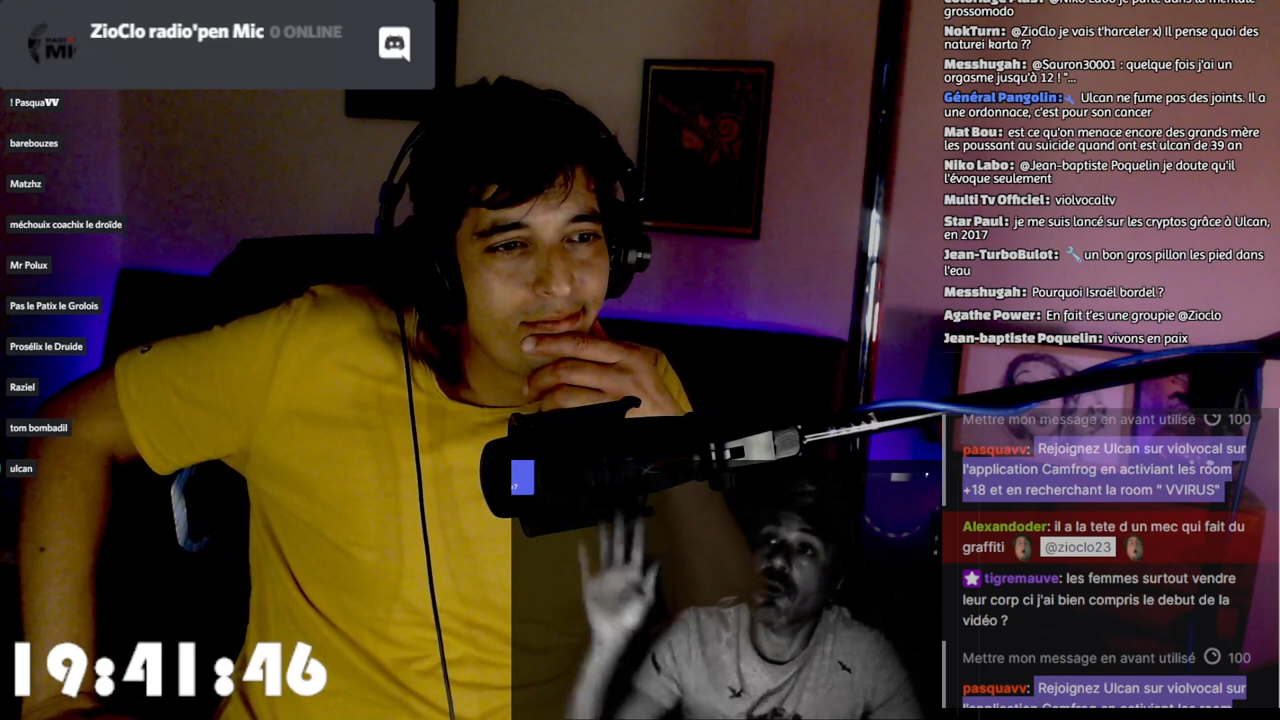 ZioClo radio'pen Mic 0 ONLINE
MI
! PasquaVV
barebouzes
Matzhz
méchouix coachix le droïde
Mr Polux
Pas le Patix le Grolois
Prosélix le Druide
Raziel
tom bombadil
ulcan
19:41:46
grossomodo
NokTurn: @ZioClo je vais t'harceler x) Il pense quoi des
naturei karta ??
Messhugah: @Sauron30001 : quelque fois j'ai un
orgasme jusqu'à 12 ! "...
Général Pangolin: Ulcan ne fume pas des joints. Il a
une ordonnace, c'est pour son cancer
Mat Bou: est ce qu'on menace encore des grands mère
les poussant au suicide quand ont est ulcan de 39 an
Niko Labo: @Jean-baptiste Poquelin je doute qu'il
l'évoque seulement
Multi Tv Officiel: violvocaltv
Star Paul: je me suis lancé sur les cryptos grâce à Ulcan,
en 2017
Jean-TurboBulot: un bon gros pillon les pied dans
l'eau
Messhugah: Pourquoi Israël bordel ?
Agathe Power: En fait t'es une groupie @Zioclo
Jean-baptiste Poquelin: vivons en paix
Mettre mon message en avant utilisé 100
pasquavv: Rejoignez Ulcan sur violvocal sur
l'application Camfrog en activiant les room
+18 et en recherchant la room " VVIRUS"
Alexandoder: il a la tete d un mec qui fait du
graffiti @zioclo23
tigremauve: les femmes surtout vendre
leur corp ci j'ai bien compris le debut de la
vidéo ?
Mettre mon message en avant utilisé 100
pasquavv: Rejoignez Ulcan sur violvocal sur
l'application Camfrog en activiant les room